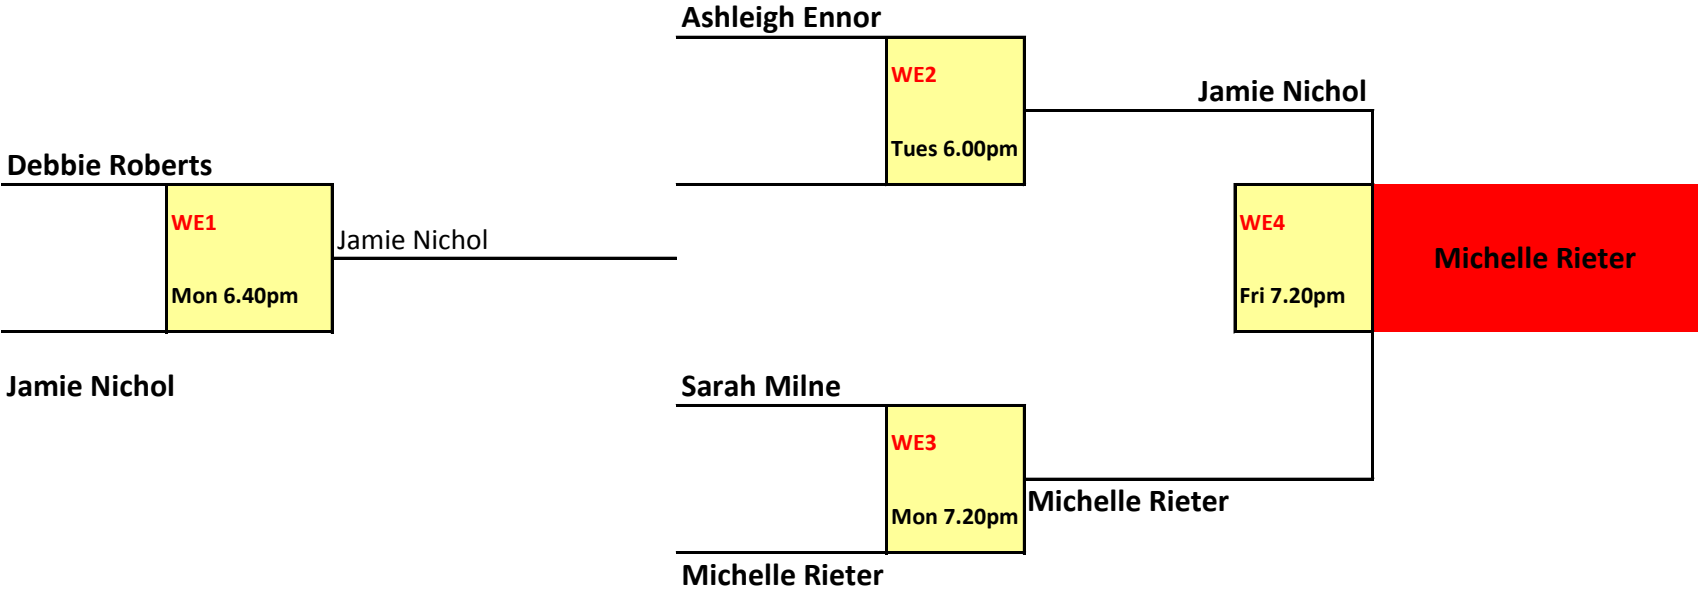 Ashleigh Ennor
WE2
Jamie Nichol
Tues 6.00pm
Debbie Roberts
WE1
WE4
Jamie Nichol
Michelle Rieter
Mon 6.40pm
Fri 7.20pm
Jamie Nichol
Sarah Milne
WE3
Michelle Rieter
Mon 7.20pm
Michelle Rieter